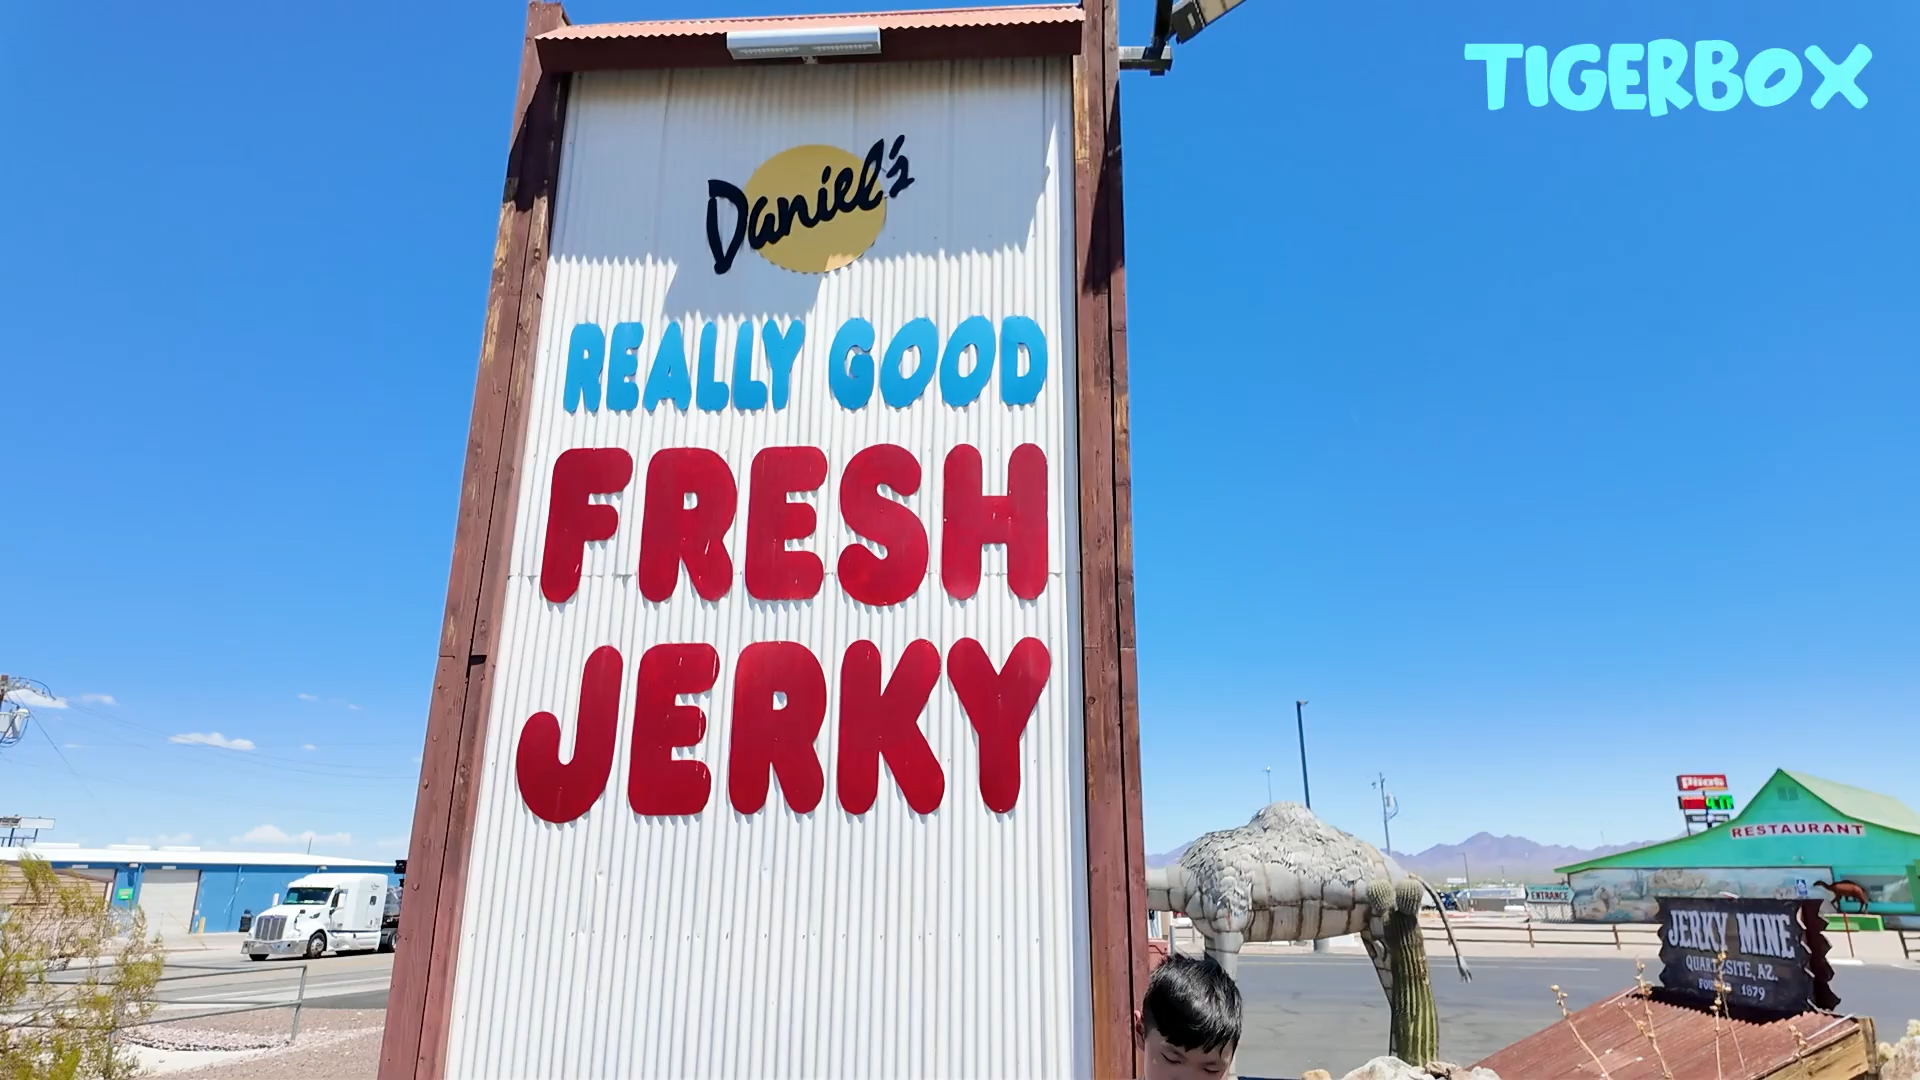 TIGERBOX
Daniel's
REALLY GOOD
FRESH
JERKY
Pilot
RESTAURANT
ENTRANCE
JERKY MINE
QUARTZSITE, AZ.
1879